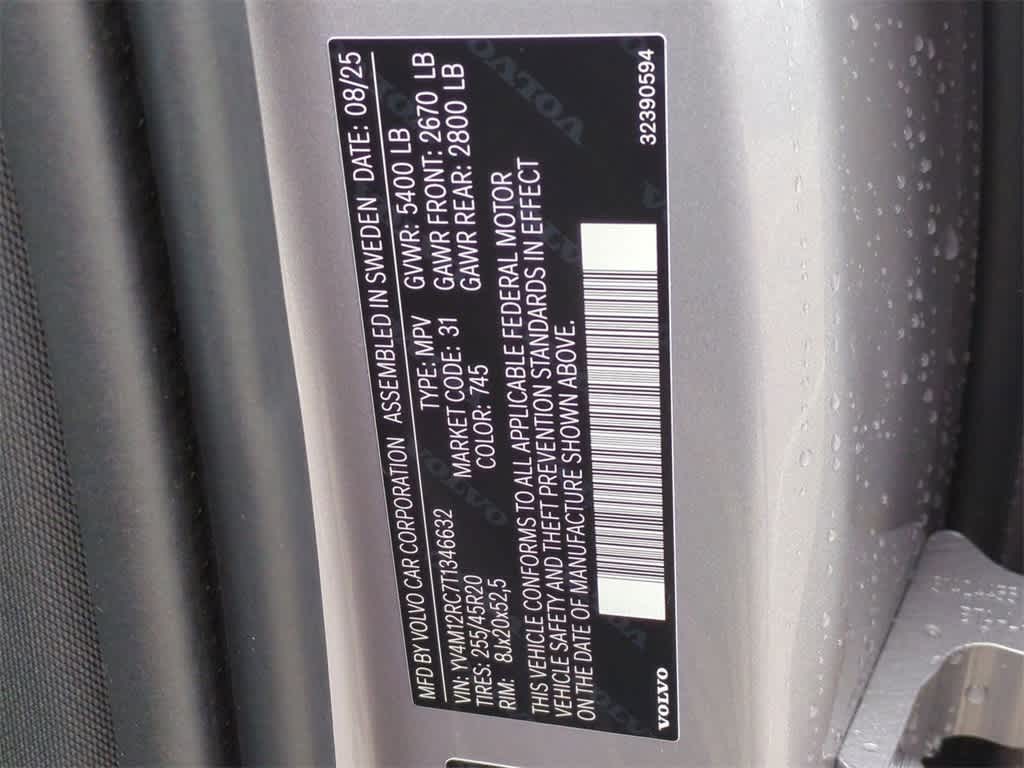 MFD BY VOLVO CAR CORPORATION ASSEMBLED IN SWEDEN DATE: 08/25
VIN: YV4M12RC7T1346632 TYPE: MPV GVWR: 5400 LB
TIRES: 255/45R20 MARKET CODE: 31 GAWR FRONT: 2670 LB
RIM: 8Jx20x52,5 COLOR: 745 GAWR REAR: 2800 LB
THIS VEHICLE CONFORMS TO ALL APPLICABLE FEDERAL MOTOR
VEHICLE SAFETY AND THEFT PREVENTION STANDARDS IN EFFECT
ON THE DATE OF MANUFACTURE SHOWN ABOVE.
VOLVO 32390594